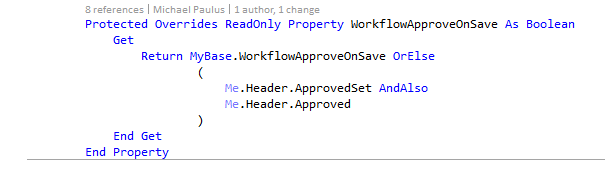 8 references | Michael Paulus | 1 author, 1 change
Protected Overrides ReadOnly Property WorkflowApproveOnSave As Boolean
Get
Return MyBase.WorkflowApproveOnSave OrElse
(
Me.Header.ApprovedSet AndAlso
Me.Header.Approved
)
End Get
End Property